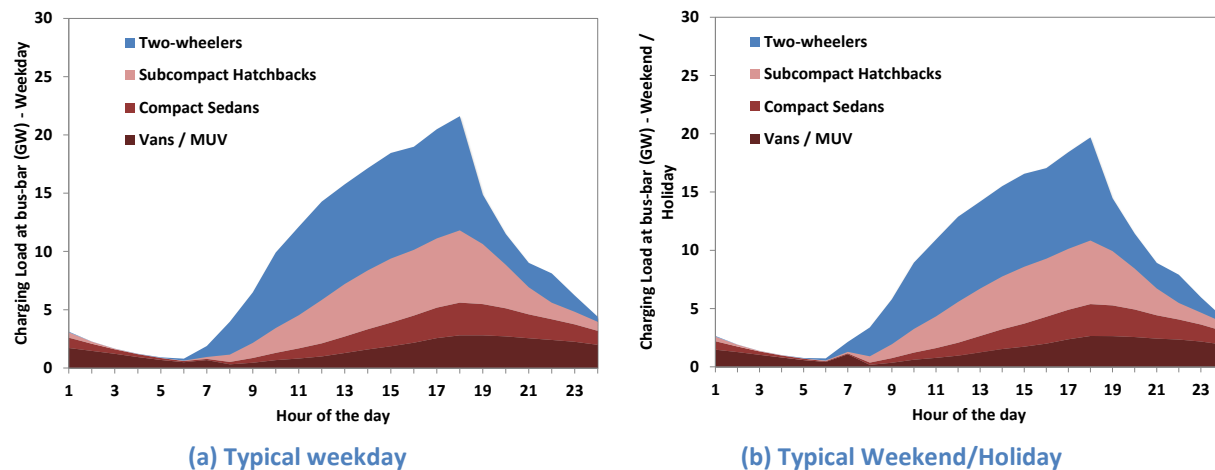 Charging Load at bus-bar (GW) - Weekday
30
25
20
15
10
5
0
Two-wheelers
Subcompact Hatchbacks
Compact Sedans
Vans / MUV
1 3 5 7 9 11 13 15 17 19 21 23
Hour of the day
(a) Typical weekday
Charging Load at bus-bar (GW) - Weekend /
Holiday
30
25
20
15
10
5
0
Two-wheelers
Subcompact Hatchbacks
Compact Sedans
Vans / MUV
1 3 5 7 9 11 13 15 17 19 21 23
Hour of the day
(b) Typical Weekend/Holiday